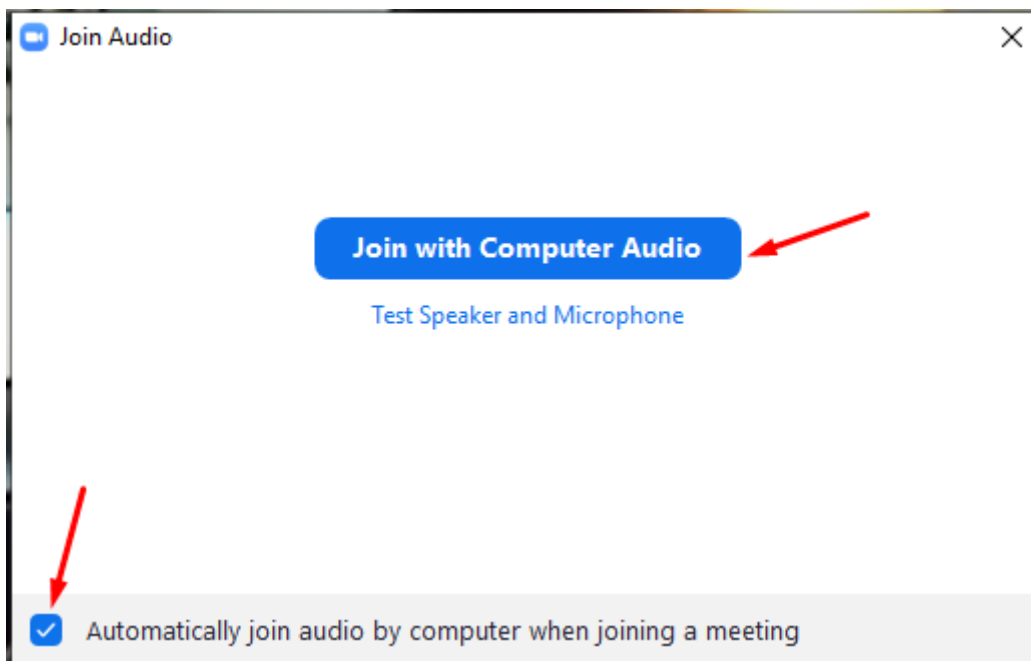 Join Audio
Join with Computer Audio
Test Speaker and Microphone
Automatically join audio by computer when joining a meeting